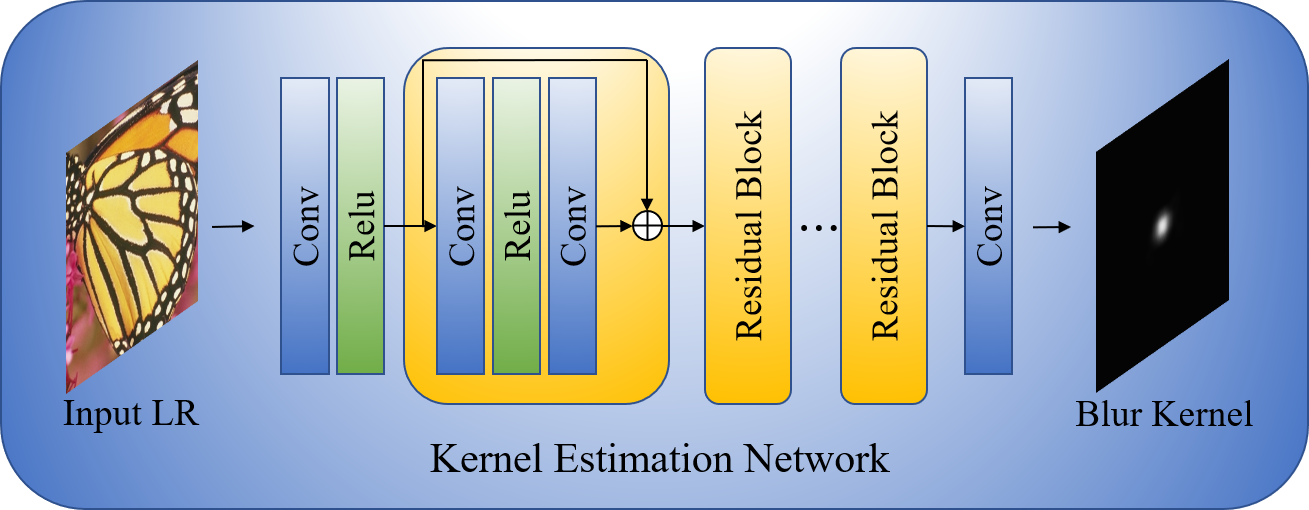 Conv
Relu
Conv
Relu
Conv
Residual Block
...
Residual Block
Conv
Input LR
Blur Kernel
Kernel Estimation Network